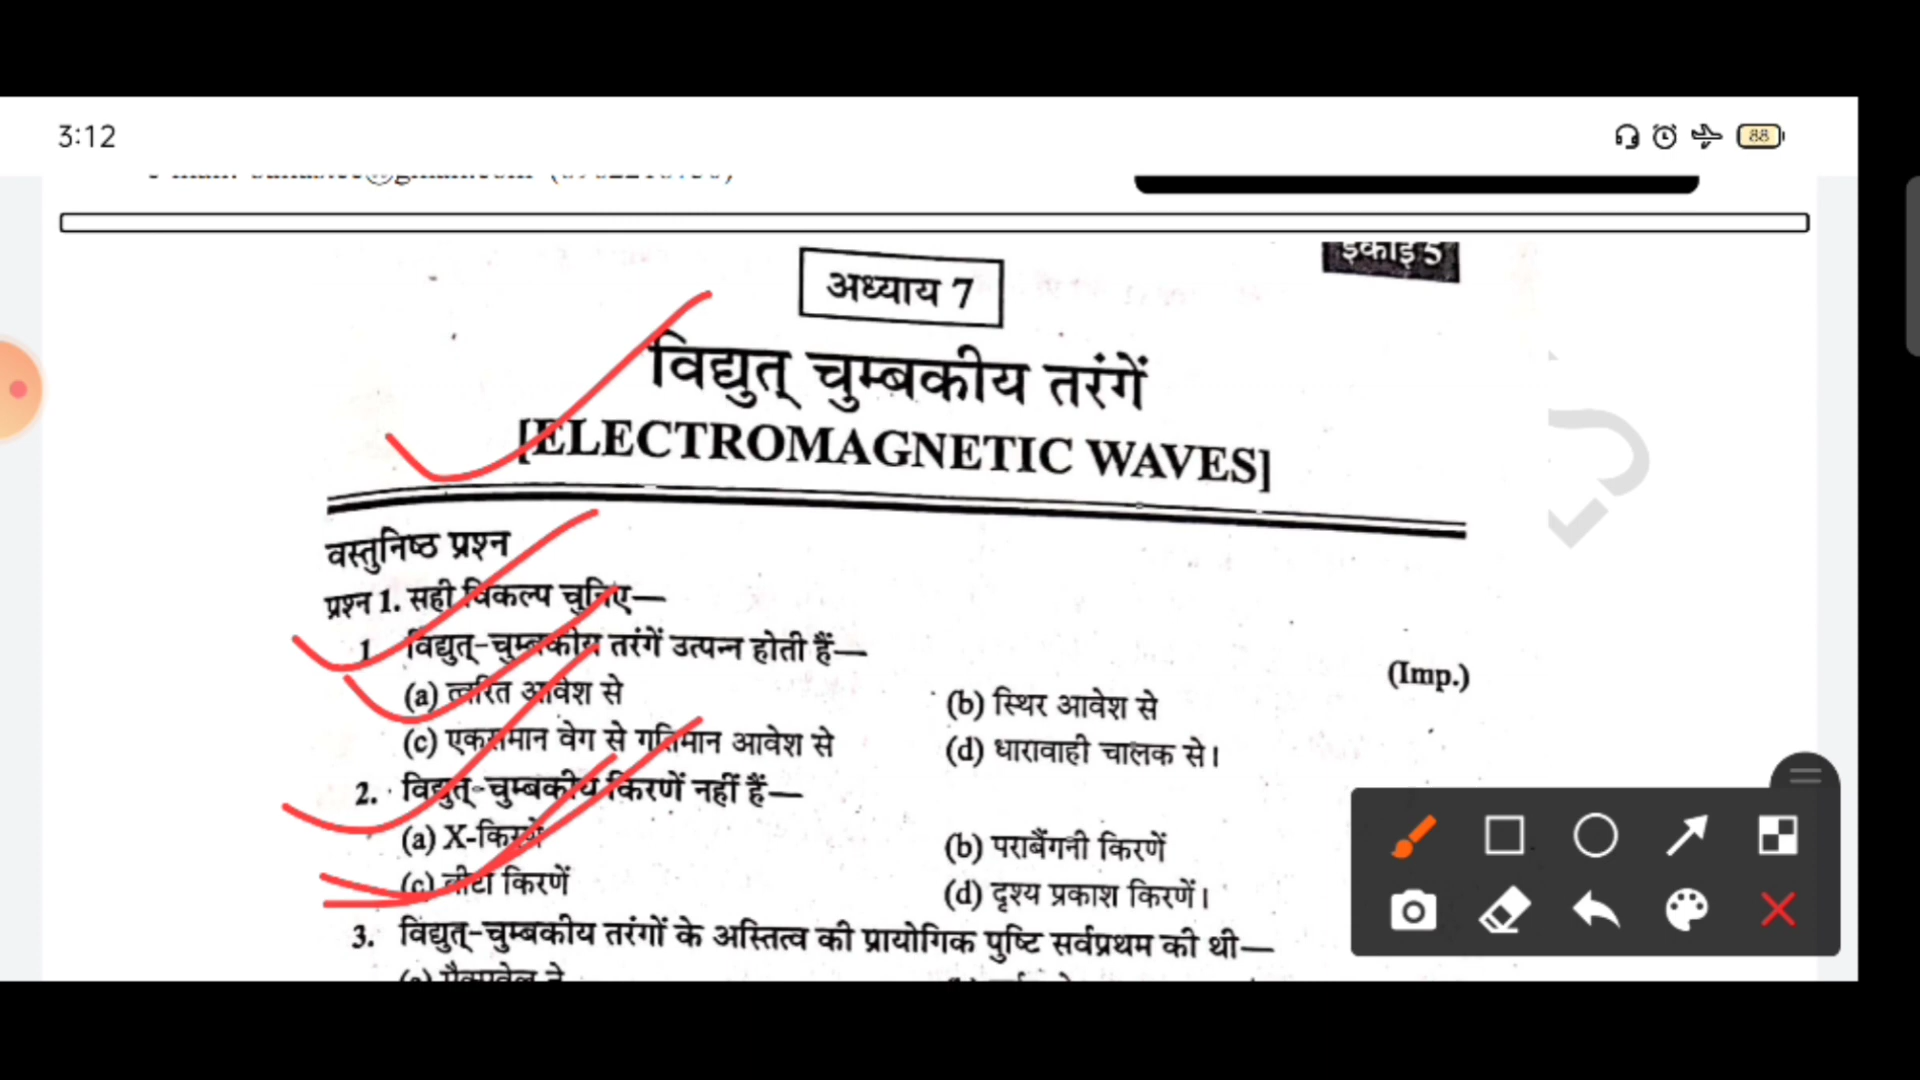 3:12
88
इकाई 5
अध्याय 7
विद्युत् चुम्बकीय तरंगें
[ELECTROMAGNETIC WAVES]
वस्तुनिष्ठ प्रश्न
प्रश्न 1. सही विकल्प चुनिए—
1. विद्युत्-चुम्बकीय तरंगें उत्पन्न होती हैं—
(Imp.)
(a) त्वरित आवेश से
(b) स्थिर आवेश से
(c) एकसमान वेग से गतिमान आवेश से
(d) धारावाही चालक से।
2. विद्युत्-चुम्बकीय किरणें नहीं हैं—
(a) X-किरणें
(b) पराबैंगनी किरणें
(c) बीटा किरणें
(d) दृश्य प्रकाश किरणें।
3. विद्युत्-चुम्बकीय तरंगों के अस्तित्व की प्रायोगिक पुष्टि सर्वप्रथम की थी—
(a) मैक्सवेल ने